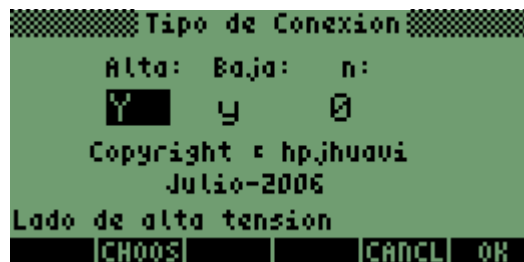 Tipo de Conexion
Alta: Baja: n:
Y y 0
Copyright © hpjhuavi
Julio-2006
Lado de alta tension
CHOOS CANCL OK